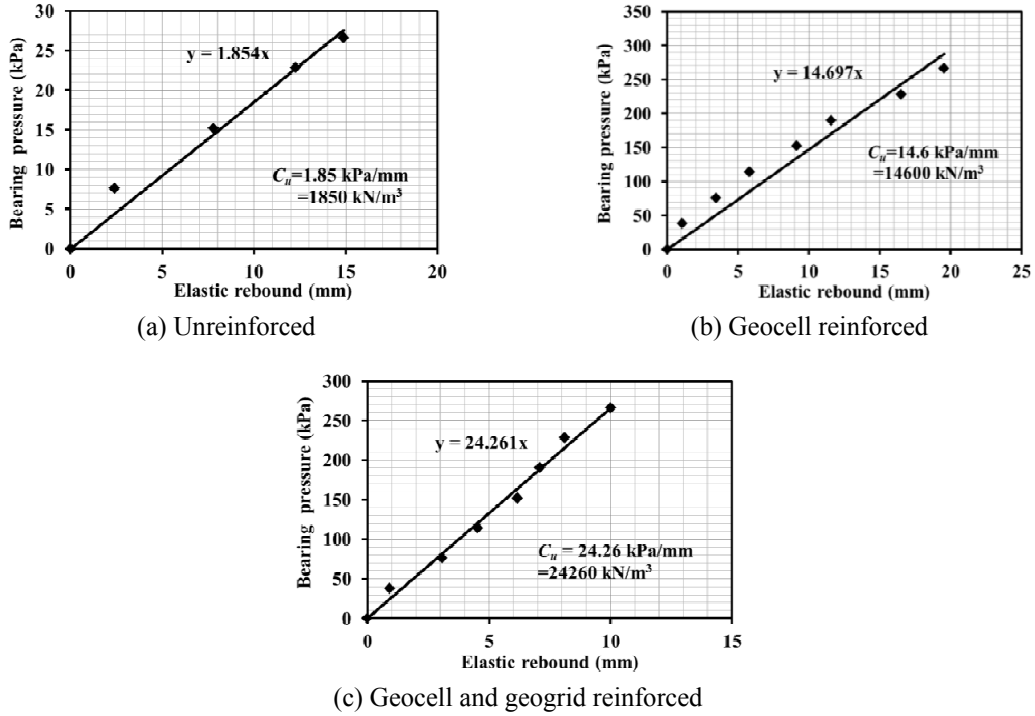 30
25
20
15
10
5
0
Bearing pressure (kPa)
y = 1.854x
C_u=1.85 kPa/mm
=1850 kN/m³
0 5 10 15 20
Elastic rebound (mm)
(a) Unreinforced
350
300
250
200
150
100
50
0
Bearing pressure (kPa)
y = 14.697x
C_u=14.6 kPa/mm
=14600 kN/m³
0 5 10 15 20 25
Elastic rebound (mm)
(b) Geocell reinforced
300
250
200
150
100
50
0
Bearing pressure (kPa)
y = 24.261x
C_u = 24.26 kPa/mm
=24260 kN/m³
0 5 10 15
Elastic rebound (mm)
(c) Geocell and geogrid reinforced